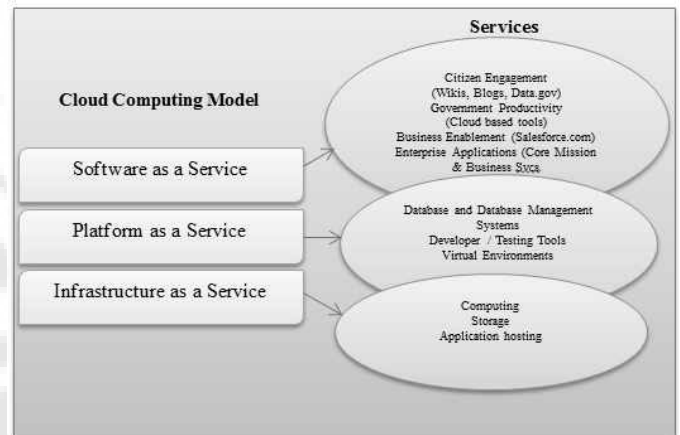 Services
Cloud Computing Model
Citizen Engagement
(Wikis, Blogs, Data.gov)
Government Productivity
(Cloud based tools)
Business Enablement (Salesforce.com)
Enterprise Applications (Core Mission
& Business Svcs
Software as a Service
Platform as a Service
Database and Database Management
Systems
Developer / Testing Tools
Virtual Environments
Infrastructure as a Service
Computing
Storage
Application hosting